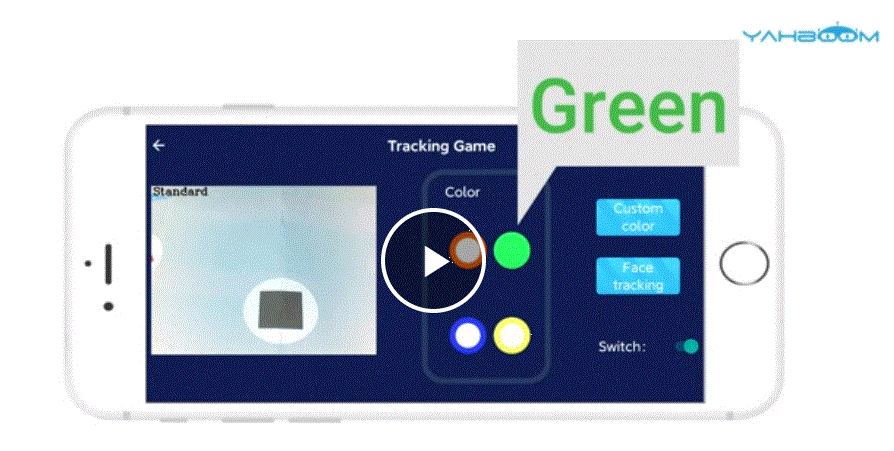 YAHBOOM
Green
Tracking Game
Standard
Color
Custom
color
Face
tracking
Switch: